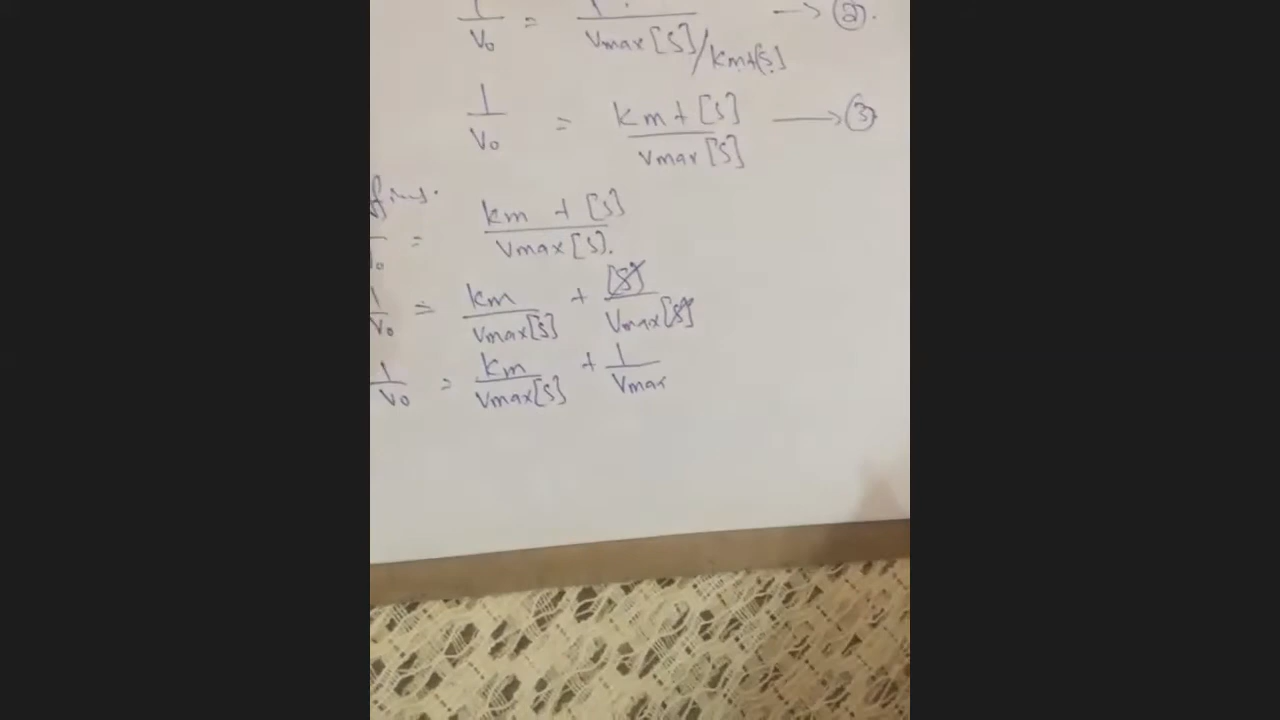 1/V₀ = 1/Vmax[S]/km+[S] → ②.
1/V₀ = km + [S]/Vmax[S] → ③
= km + [S]/Vmax[S].
1/V₀ = km/Vmax[S] + [S]/Vmax[S]
1/V₀ = km/Vmax[S] + 1/Vmax